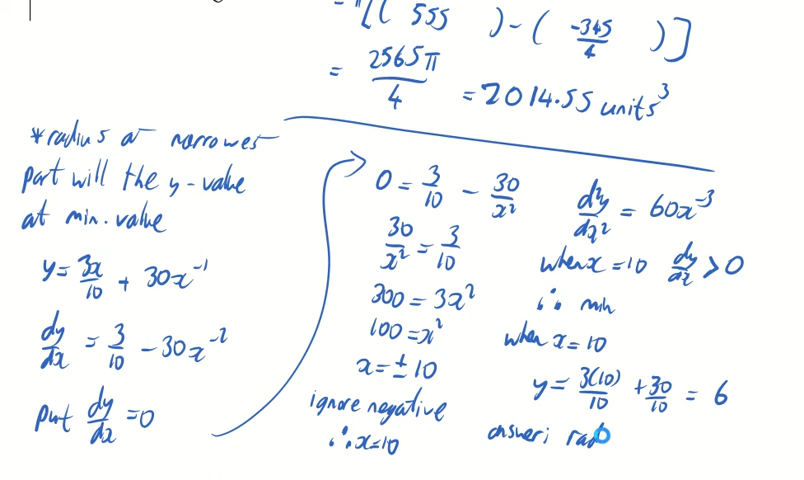 = π[( 555 ) - ( -345/4 )]
= 2565π/4 = 2014.55 units³
*radius at narrowest
part will the y-value
at min. value
y = 3x/10 + 30x⁻¹
dy/dx = 3/10 - 30x⁻²
put dy/dx = 0
0 = 3/10 - 30/x²
30/x² = 3/10
300 = 3x²
100 = x²
x = ± 10
ignore negative
∴ x = 10
d²y/dx² = 60x⁻³
when x = 10 dy/dx > 0
∴ min
when x = 10
y = 3(10)/10 + 30/10 = 6
answer: rad